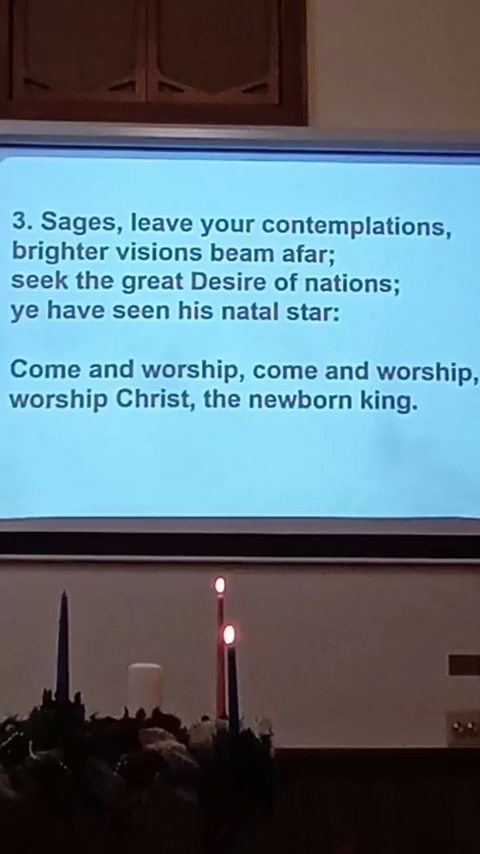 3. Sages, leave your contemplations,
brighter visions beam afar;
seek the great Desire of nations;
ye have seen his natal star:
Come and worship, come and worship,
worship Christ, the newborn king.